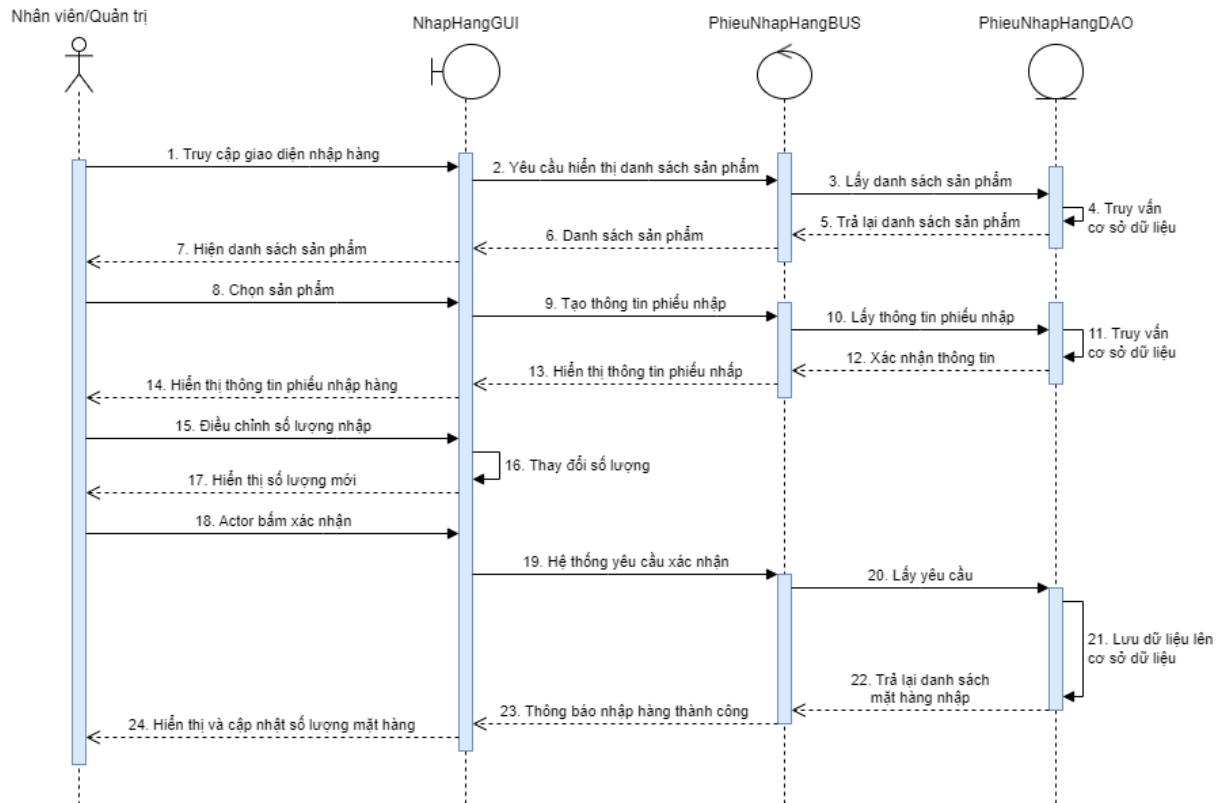 Nhân viên/Quản trị
NhapHangGUI
PhieuNhapHangBUS
PhieuNhapHangDAO
1. Truy cập giao diện nhập hàng
2. Yêu cầu hiển thị danh sách sản phẩm
3. Lấy danh sách sản phẩm
4. Truy vấn
cơ sở dữ liệu
5. Trả lại danh sách sản phẩm
6. Danh sách sản phẩm
7. Hiện danh sách sản phẩm
8. Chọn sản phẩm
9. Tạo thông tin phiếu nhập
10. Lấy thông tin phiếu nhập
11. Truy vấn
cơ sở dữ liệu
12. Xác nhận thông tin
13. Hiển thị thông tin phiếu nhấp
14. Hiển thị thông tin phiếu nhập hàng
15. Điều chỉnh số lượng nhập
16. Thay đổi số lượng
17. Hiển thị số lượng mới
18. Actor bấm xác nhận
19. Hệ thống yêu cầu xác nhận
20. Lấy yêu cầu
21. Lưu dữ liệu lên
cơ sở dữ liệu
22. Trả lại danh sách
mặt hàng nhập
23. Thông báo nhập hàng thành công
24. Hiển thị và cập nhật số lượng mặt hàng